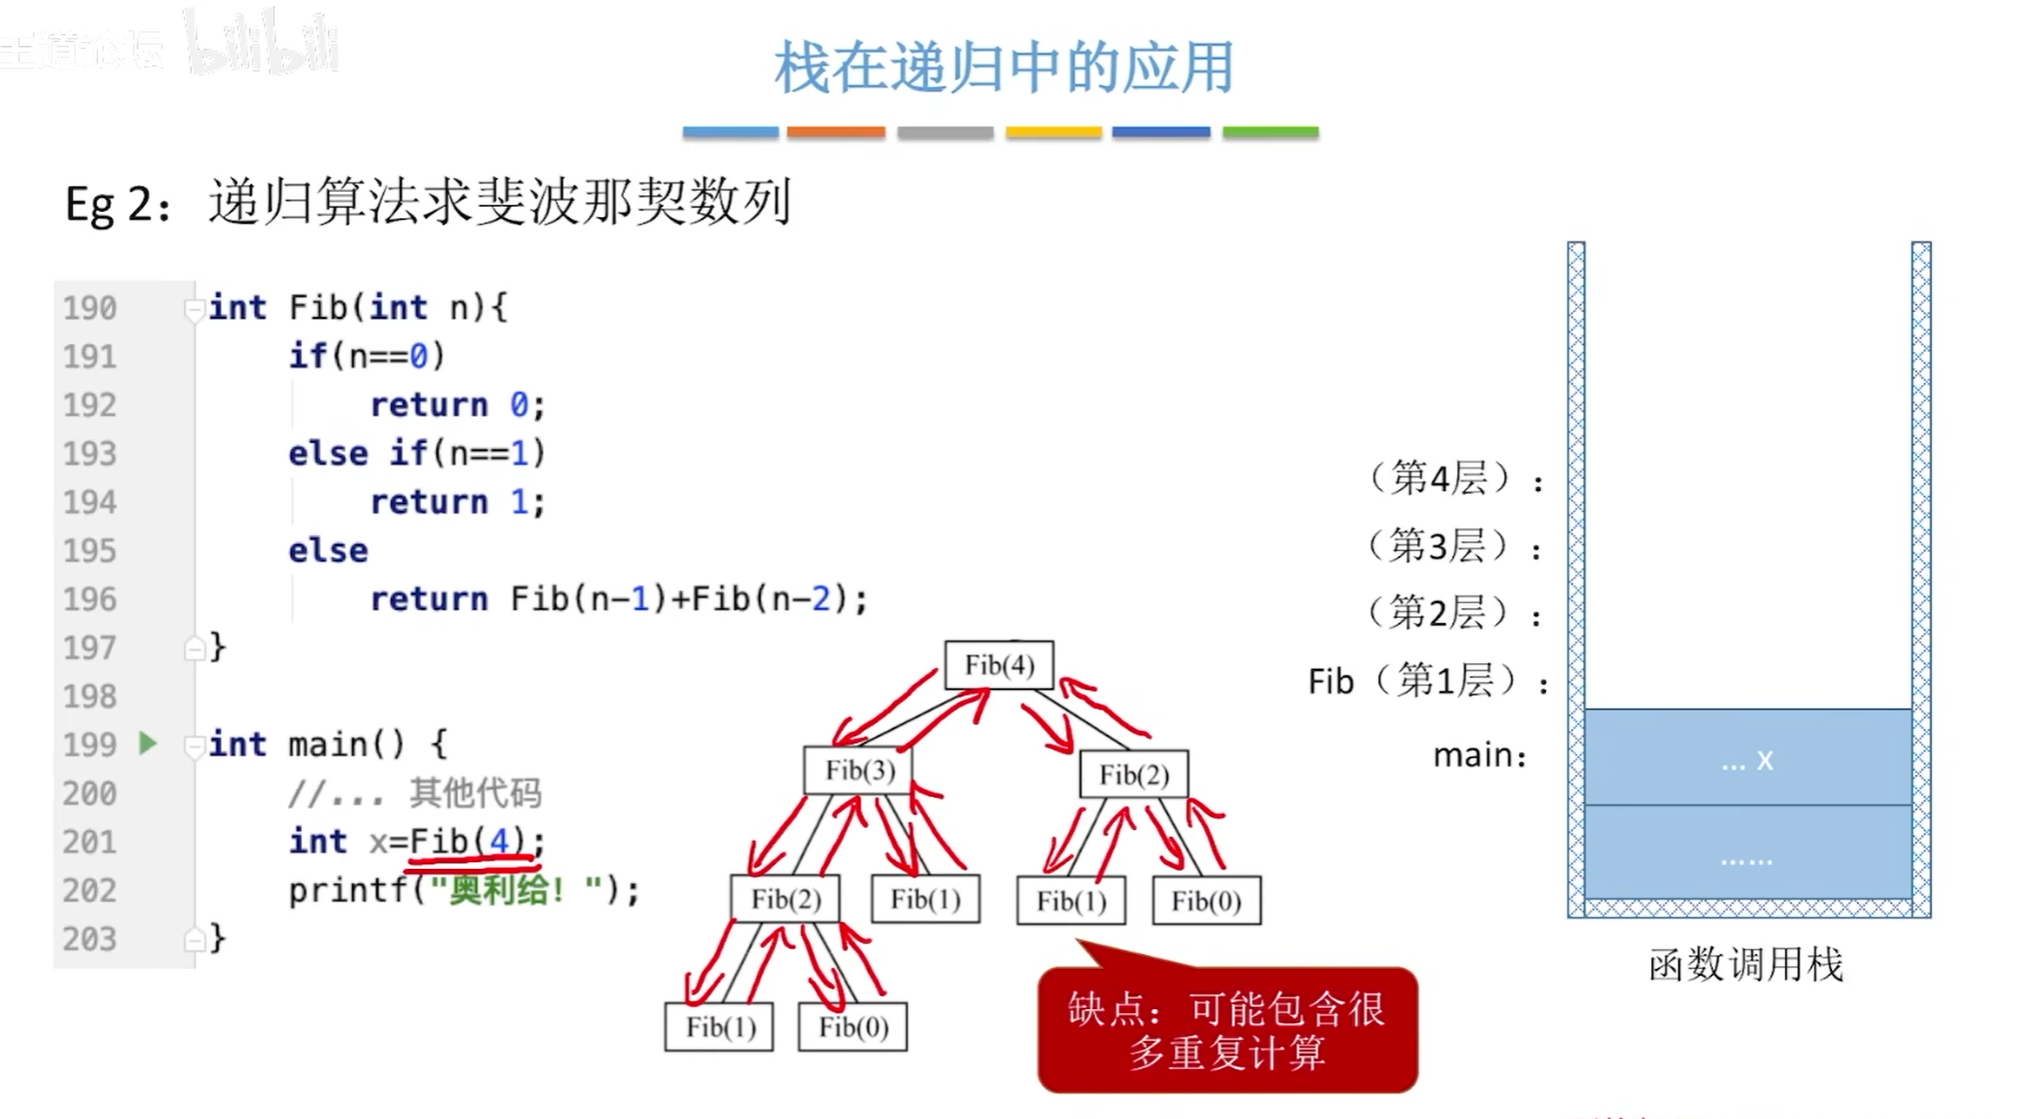 王道论坛 bilibili
栈在递归中的应用
Eg 2：递归算法求斐波那契数列
190 int Fib(int n){
191 if(n==0)
192 return 0;
193 else if(n==1)
194 return 1;
195 else
196 return Fib(n-1)+Fib(n-2);
197 }
198
199 int main() {
200 //... 其他代码
201 int x=Fib(4);
202 printf("奥利给! ");
203 }
Fib(4)
Fib(3) Fib(2)
Fib(2) Fib(1) Fib(1) Fib(0)
Fib(1) Fib(0)
缺点：可能包含很
多重复计算
（第4层）：
（第3层）：
（第2层）：
Fib（第1层）：
main： ... x
......
函数调用栈